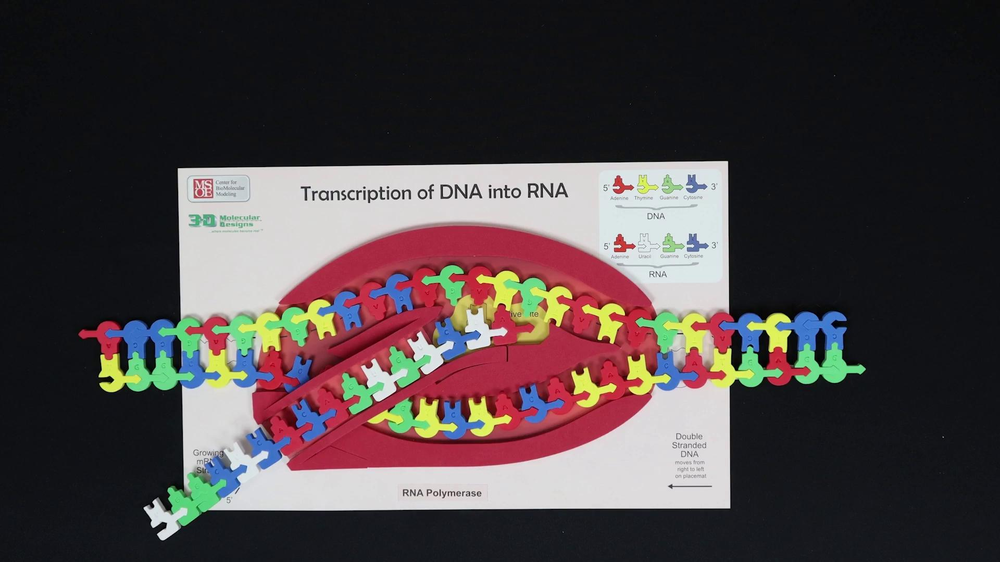 MS
OE
Center for
BioMolecular
Modeling
3-D Molecular
Designs
...where molecules become real ™
Transcription of DNA into RNA
5' 3'
Adenine Thymine Guanine Cytosine
DNA
5' 3'
Adenine Uracil Guanine Cytosine
RNA
Growing
5'
RNA Polymerase
Double
Stranded
DNA
moves from
right to left
on placemat